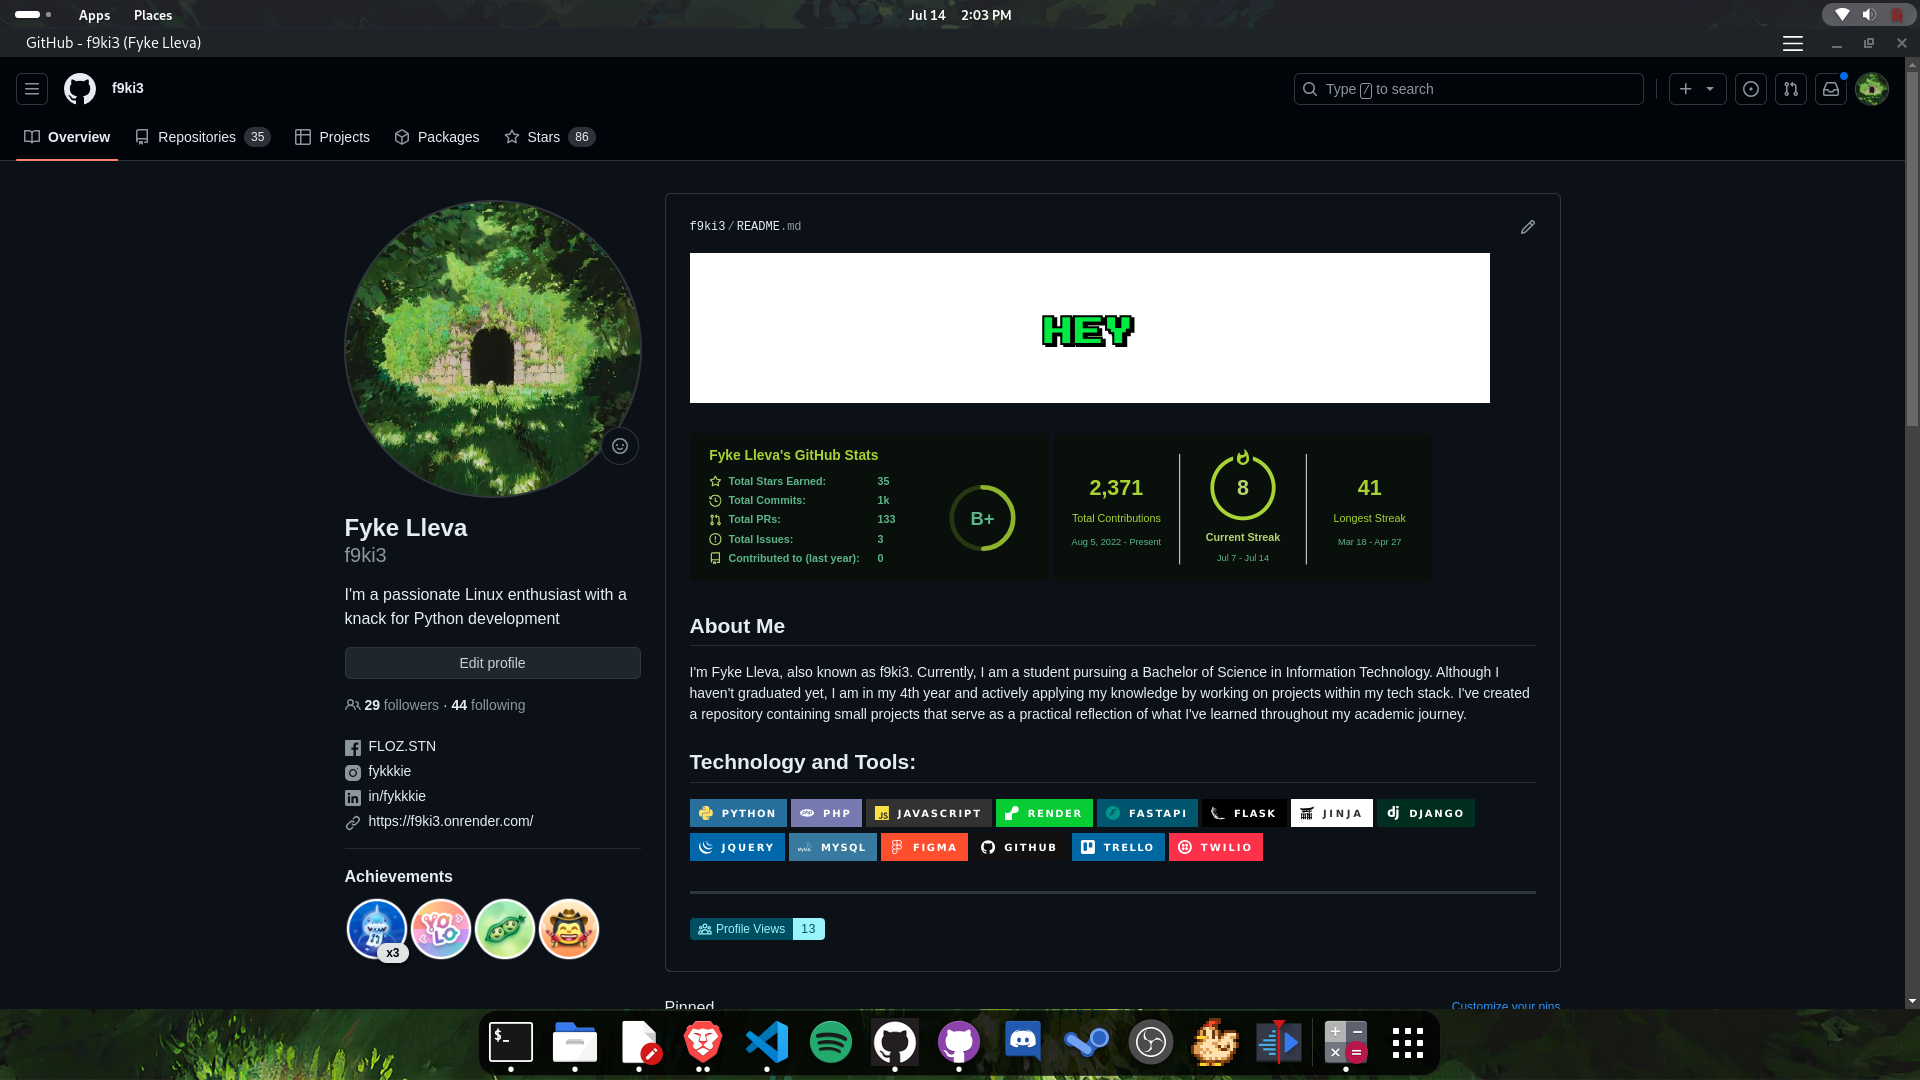 Apps Places Jul 14 2:03 PM
GitHub - f9ki3 (Fyke Lleva)
f9ki3 Type / to search
Overview Repositories 35 Projects Packages Stars 86
f9ki3/README.md
HEY
Fyke Lleva's GitHub Stats
Total Stars Earned: 35
Total Commits: 1k
Total PRs: 133
Total Issues: 3
Contributed to (last year): 0
B+
2,371
Total Contributions
Aug 5, 2022 - Present
8
Current Streak
Jul 7 - Jul 14
41
Longest Streak
Mar 18 - Apr 27
Fyke Lleva
f9ki3
I'm a passionate Linux enthusiast with a
knack for Python development
Edit profile
29 followers · 44 following
FLOZ.STN
fykkkie
in/fykkkie
https://f9ki3.onrender.com/
Achievements
x3
YOLO
About Me
I'm Fyke Lleva, also known as f9ki3. Currently, I am a student pursuing a Bachelor of Science in Information Technology. Although I
haven't graduated yet, I am in my 4th year and actively applying my knowledge by working on projects within my tech stack. I've created
a repository containing small projects that serve as a practical reflection of what I've learned throughout my academic journey.
Technology and Tools:
PYTHON php PHP JS JAVASCRIPT RENDER FASTAPI FLASK JINJA dj DJANGO
JQUERY MySQL MYSQL FIGMA GITHUB TRELLO TWILIO
Profile Views 13
Pinned Customize your pins
$_
+ − × =